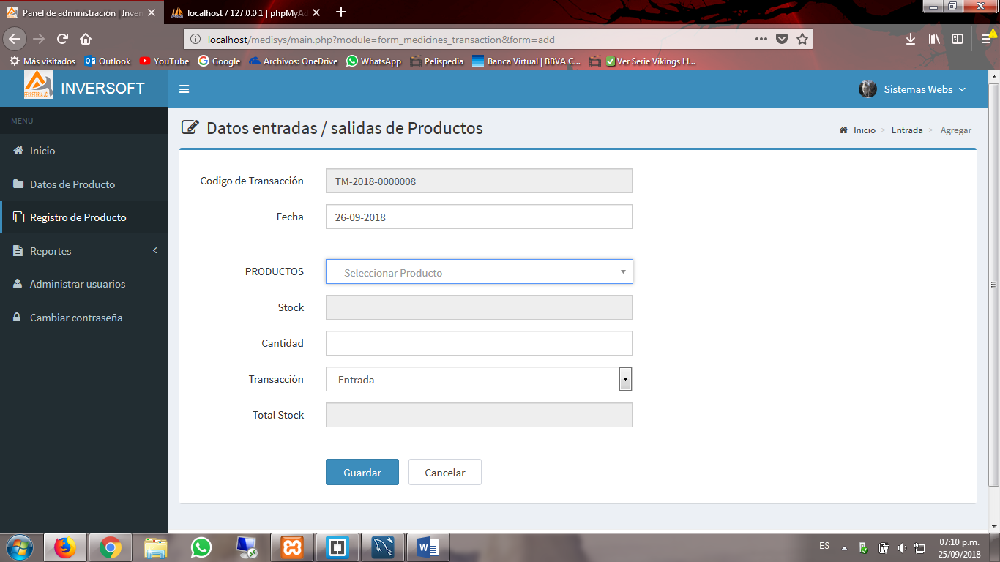 Panel de administración | Inver
localhost / 127.0.0.1 | phpMyAd
localhost/medisys/main.php?module=form_medicines_transaction&form=add
Más visitados Outlook YouTube Google Archivos: OneDrive WhatsApp Pelispedia Banca Virtual | BBVA C... Ver Serie Vikings H...
FERRETERIA JC
INVERSOFT
Sistemas Webs
MENU
Inicio
Datos de Producto
Registro de Producto
Reportes
Administrar usuarios
Cambiar contraseña
Datos entradas / salidas de Productos
Inicio > Entrada > Agregar
Codigo de Transacción TM-2018-0000008
Fecha 26-09-2018
PRODUCTOS -- Seleccionar Producto --
Stock
Cantidad
Transacción Entrada
Total Stock
Guardar Cancelar
ES
07:10 p.m.
25/09/2018